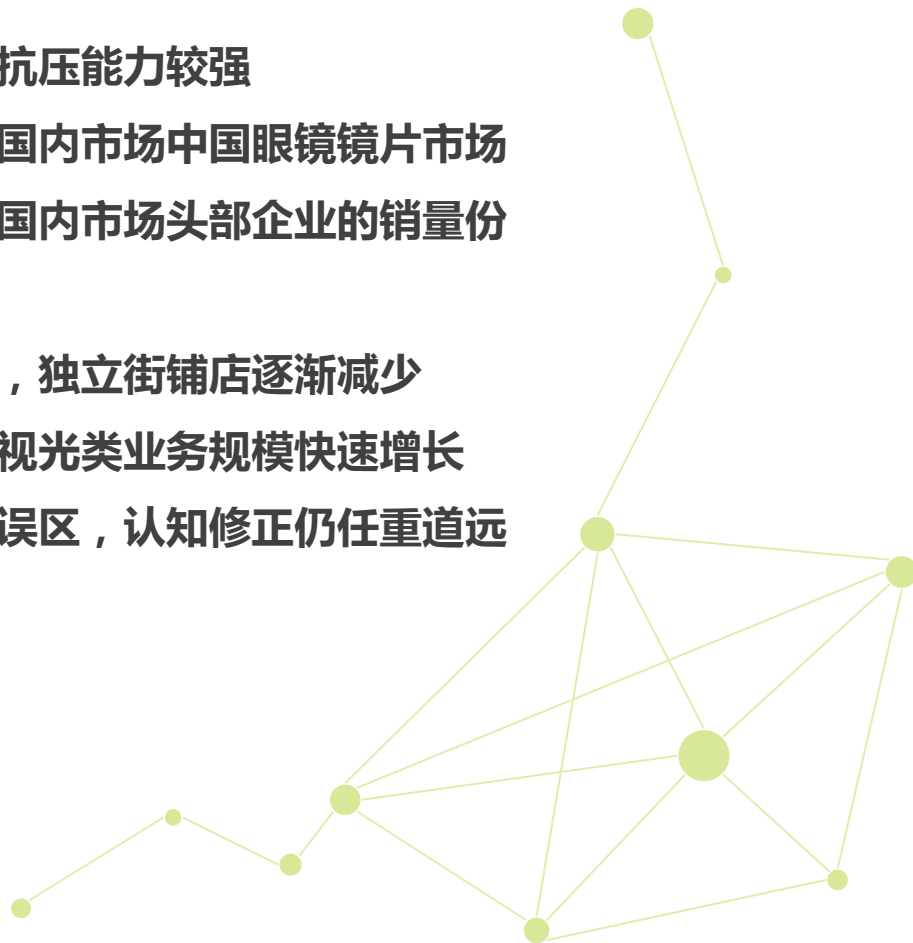 抗压能力较强
国内市场中国眼镜镜片市场
国内市场头部企业的销量份
，独立街铺店逐渐减少
视光类业务规模快速增长
误区，认知修正仍任重道远